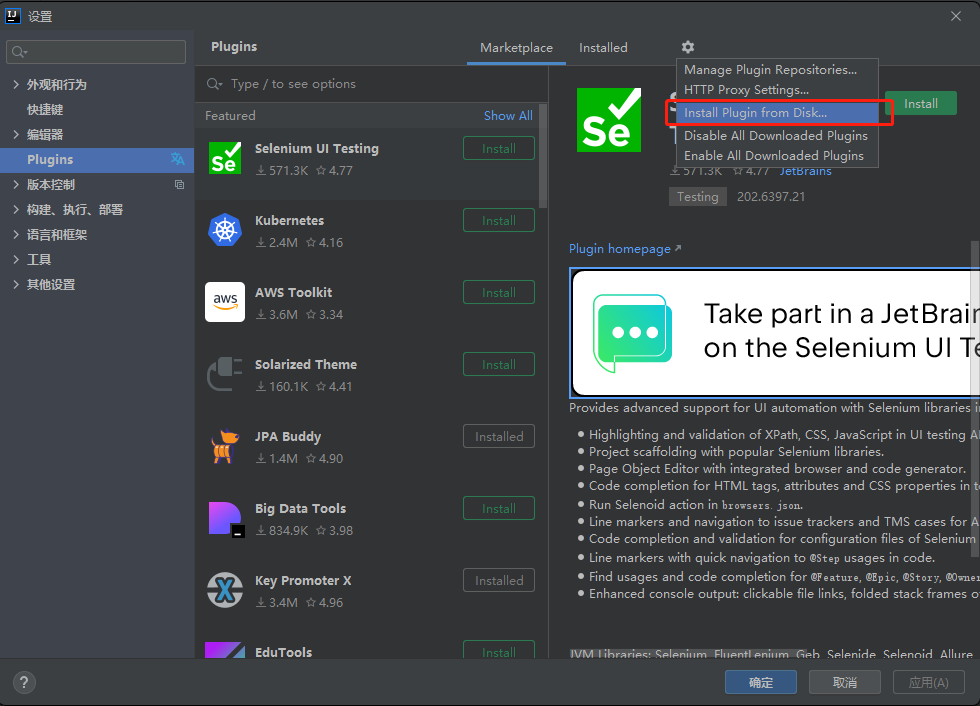 设置
外观和行为
快捷键
编辑器
Plugins
版本控制
构建、执行、部署
语言和框架
工具
其他设置
Plugins
Marketplace
Installed
Type / to see options
Featured
Show All
Selenium UI Testing
Install
571.3K
4.77
Kubernetes
Install
2.4M
4.16
AWS Toolkit
Install
aws
3.6M
3.34
Solarized Theme
Install
160.1K
4.41
JPA Buddy
Installed
1.4M
4.90
Big Data Tools
Install
834.9K
3.98
Key Promoter X
Installed
3.4M
4.96
EduTools
Install
Manage Plugin Repositories...
HTTP Proxy Settings...
Install Plugin from Disk...
Disable All Downloaded Plugins
Enable All Downloaded Plugins
Se
Install
571.3K
4.77
JetBrains
Testing
202.6397.21
Plugin homepage
Take part in a JetBrain
on the Selenium UI Te
Provides advanced support for UI automation with Selenium libraries i
Highlighting and validation of XPath, CSS, JavaScript in UI testing A
Project scaffolding with popular Selenium libraries.
Page Object Editor with integrated browser and code generator.
Code completion for HTML tags, attributes and CSS properties in t
Run Selenoid action in browsers.json.
Line markers and navigation to issue trackers and TMS cases for A
Code completion and validation for configuration files of Selenium
Line markers with quick navigation to @Step usages in code.
Find usages and code completion for @Feature, @Epic, @Story, @Owner
Enhanced console output: clickable file links, folded stack frames o
JVM Libraries: Selenium, FluentLenium, Geb, Selenide, Selenoid, Allure
?
确定
取消
应用(A)